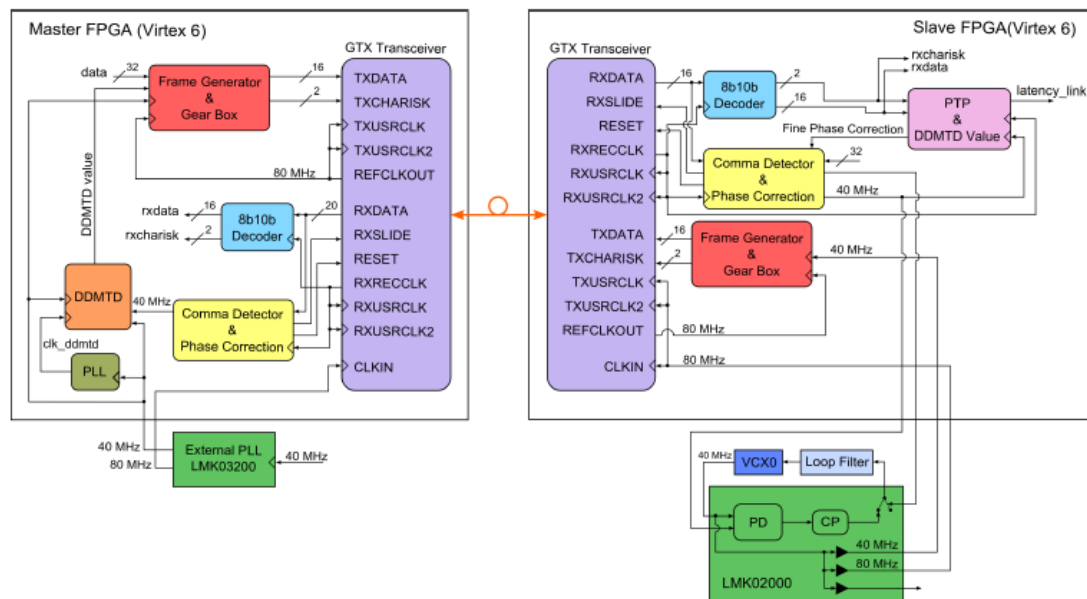 Master FPGA (Virtex 6)
GTX Transceiver
data
32
Frame Generator
&
Gear Box
16
2
TXDATA
TXCHARISK
TXUSRCLK
TXUSRCLK2
REFCLKOUT
80 MHz
DDMTD value
rxdata
16
rxcharisk
2
8b10b
Decoder
20
RXDATA
RXSLIDE
RESET
RXRECCLK
RXUSRCLK
RXUSRCLK2
CLKIN
DDMTD
40 MHz
clk_ddmtd
PLL
Comma Detector
&
Phase Correction
40 MHz
80 MHz
External PLL
LMK03200
40 MHz
Slave FPGA(Virtex 6)
GTX Transceiver
RXDATA
RXSLIDE
RESET
RXRECCLK
RXUSRCLK
RXUSRCLK2
TXDATA
TXCHARISK
TXUSRCLK
TXUSRCLK2
REFCLKOUT
CLKIN
16
8b10b
Decoder
2
16
rxcharisk
rxdata
PTP
&
DDMTD Value
latency_link
Fine Phase Correction
32
Comma Detector
&
Phase Correction
40 MHz
16
2
Frame Generator
&
Gear Box
40 MHz
80 MHz
80 MHz
40 MHz
VCX0
Loop Filter
PD
CP
40 MHz
80 MHz
LMK02000